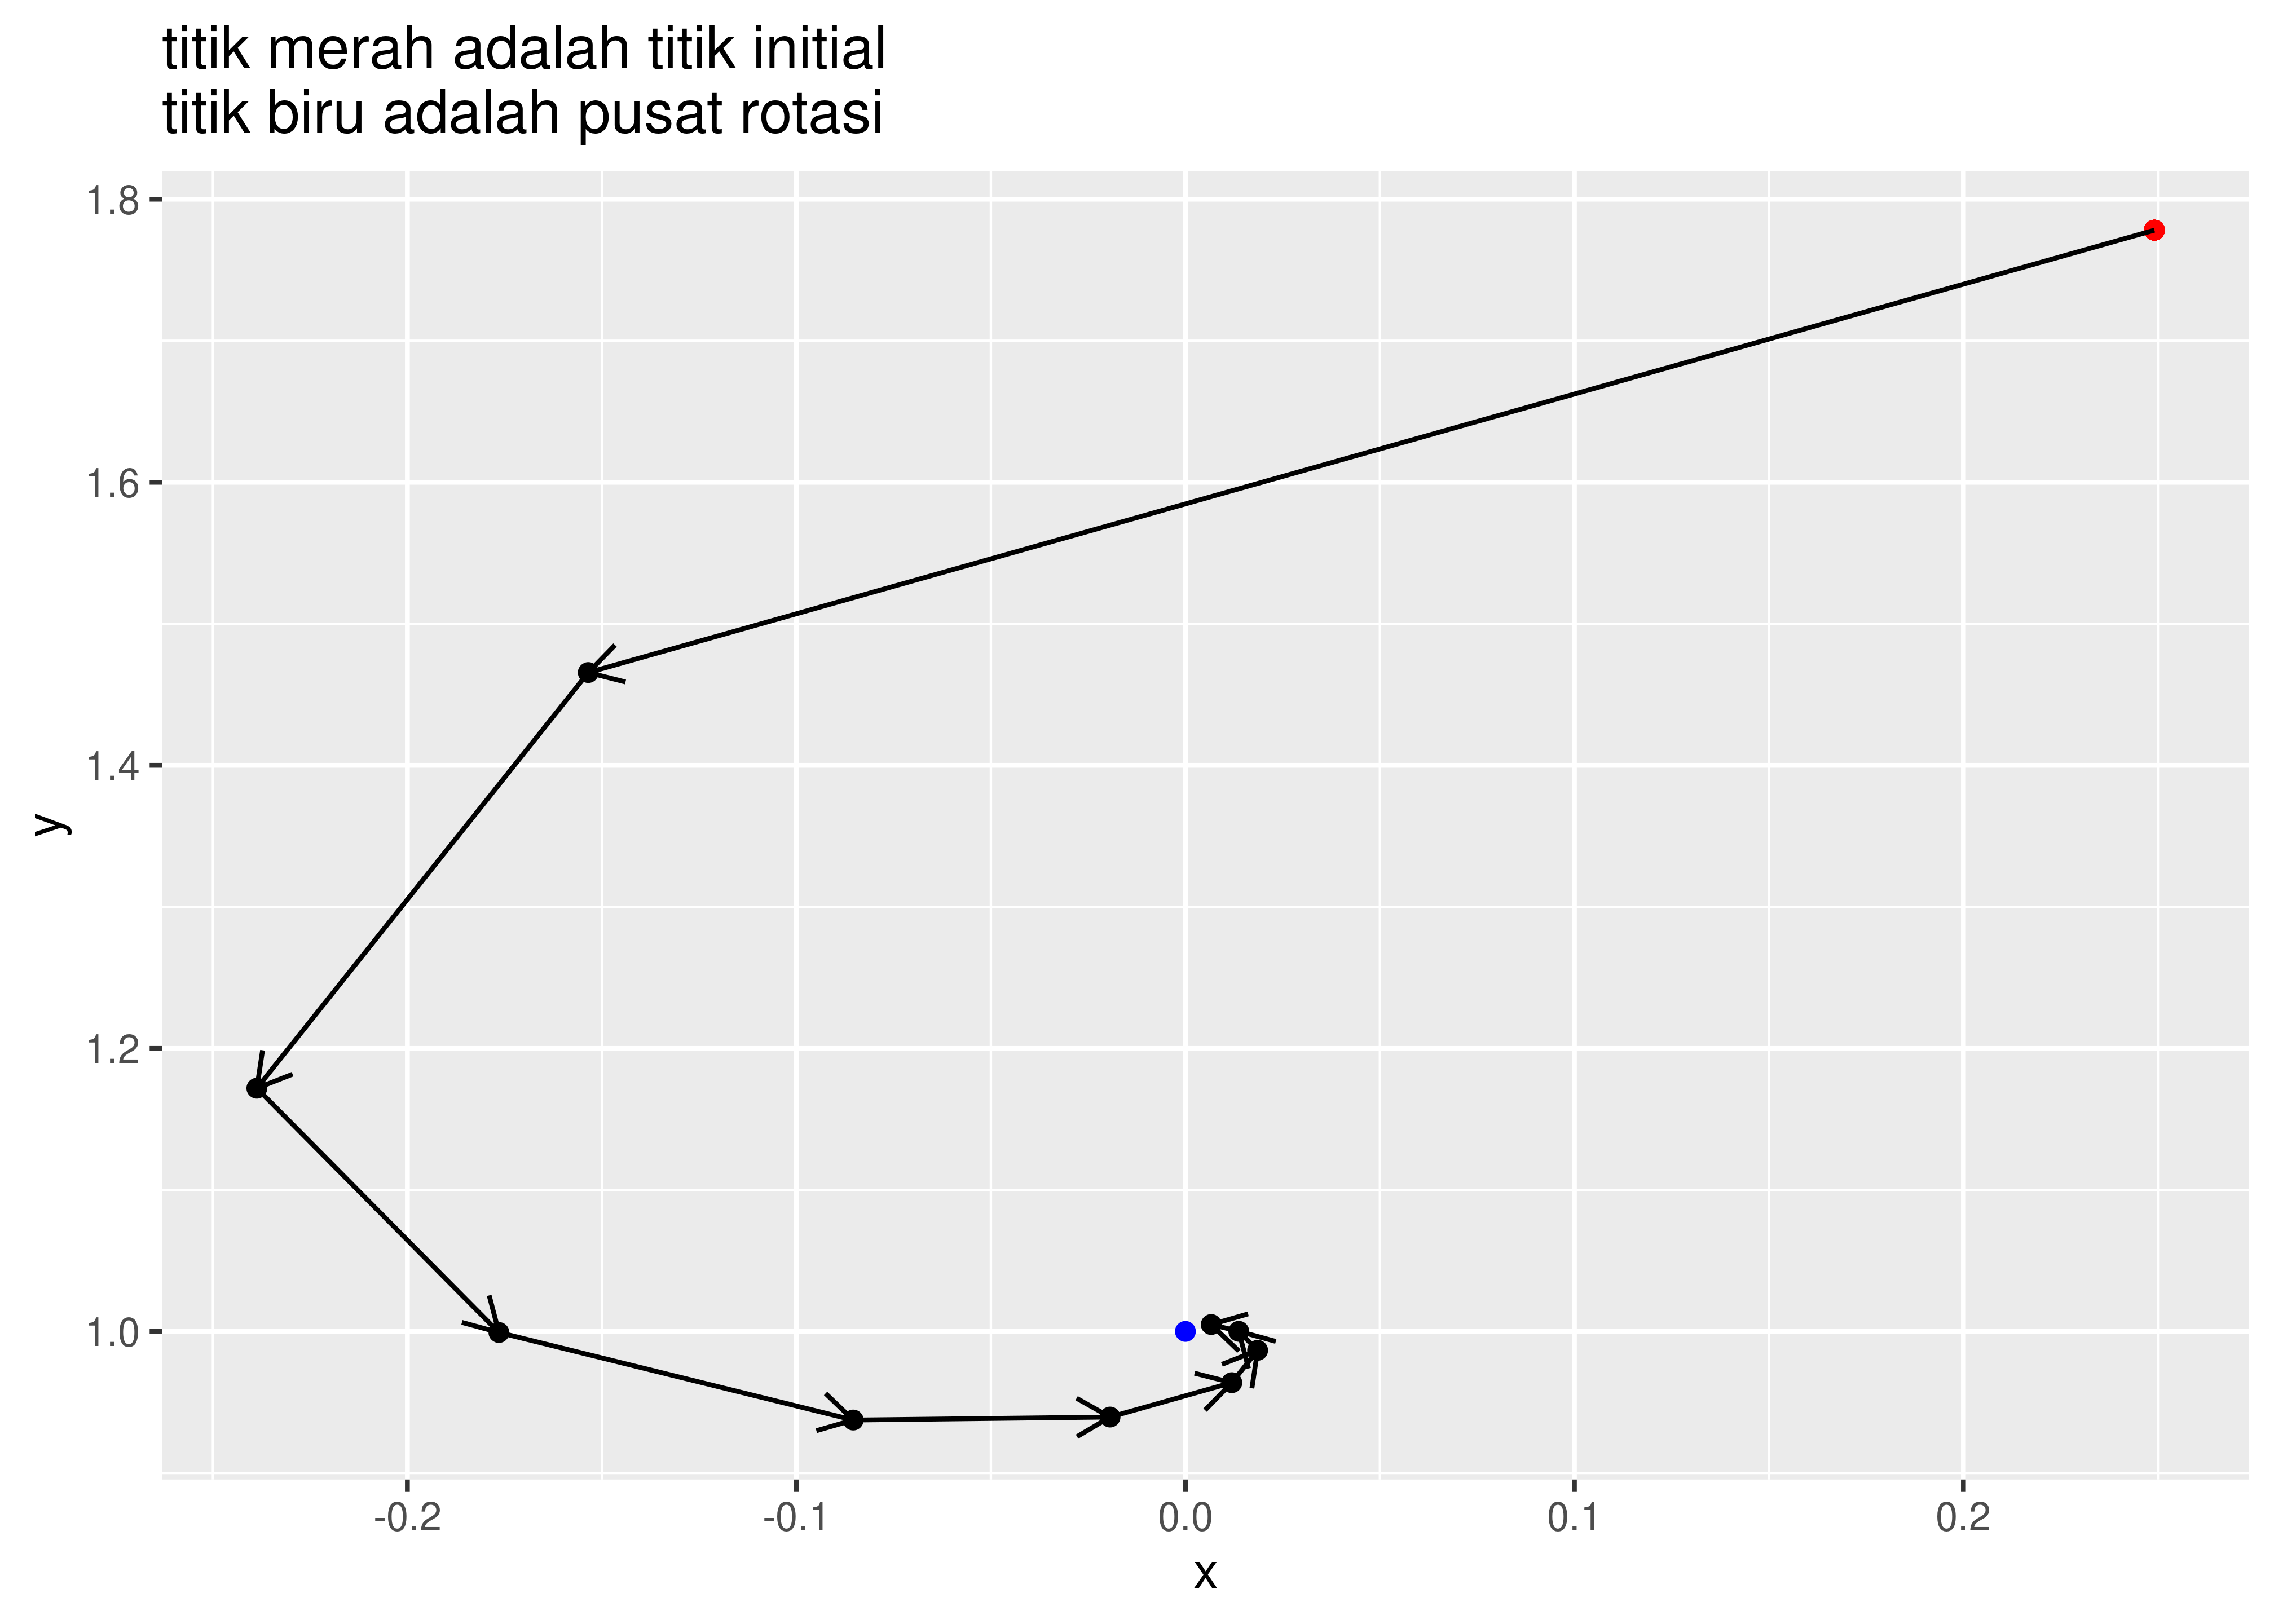 titik merah adalah titik initial
titik biru adalah pusat rotasi
1.8
1.6
1.4
1.2
1.0
y
-0.2 -0.1 0.0 0.1 0.2
x